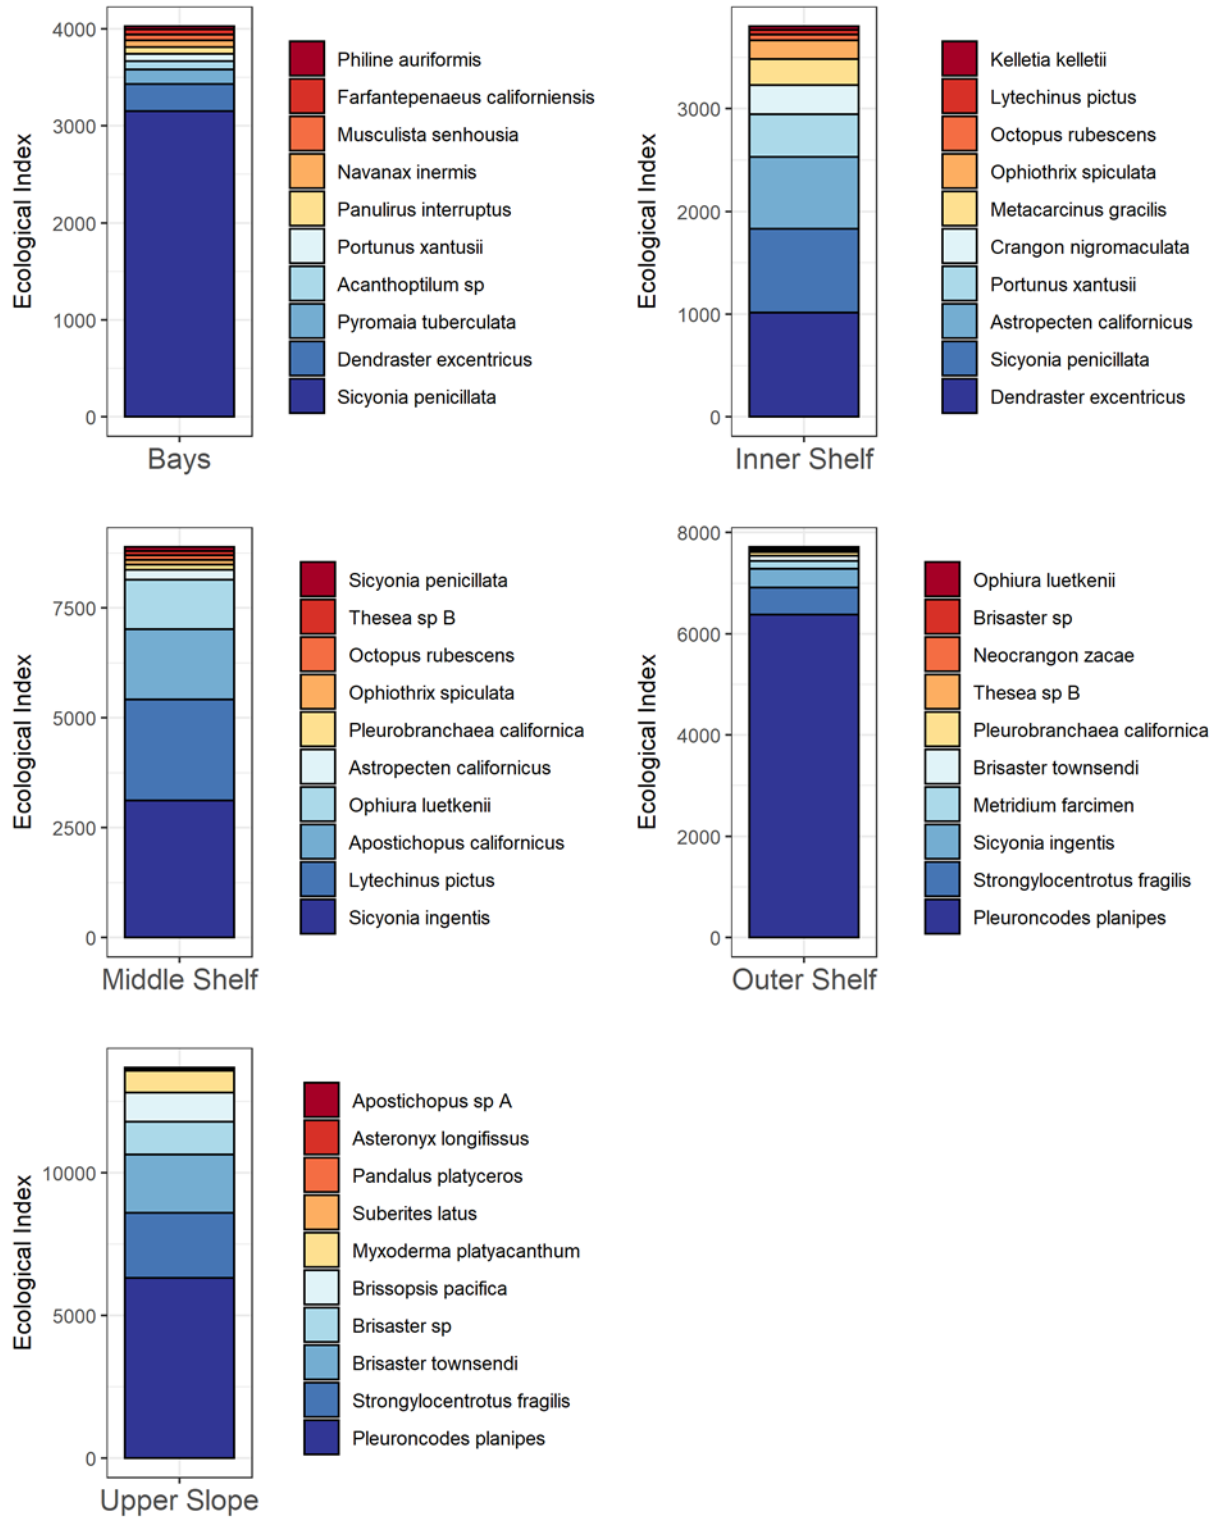 Ecological Index
4000
3000
2000
1000
0
Bays
Philine auriformis
Farfantepenaeus californiensis
Musculista senhousia
Navanax inermis
Panulirus interruptus
Portunus xantusii
Acanthoptilum sp
Pyromaia tuberculata
Dendraster excentricus
Sicyonia penicillata
Ecological Index
3000
2000
1000
0
Inner Shelf
Kelletia kelletii
Lytechinus pictus
Octopus rubescens
Ophiothrix spiculata
Metacarcinus gracilis
Crangon nigromaculata
Portunus xantusii
Astropecten californicus
Sicyonia penicillata
Dendraster excentricus
Ecological Index
7500
5000
2500
0
Middle Shelf
Sicyonia penicillata
Thesea sp B
Octopus rubescens
Ophiothrix spiculata
Pleurobranchaea californica
Astropecten californicus
Ophiura luetkenii
Apostichopus californicus
Lytechinus pictus
Sicyonia ingentis
Ecological Index
8000
6000
4000
2000
0
Outer Shelf
Ophiura luetkenii
Brisaster sp
Neocrangon zacae
Thesea sp B
Pleurobranchaea californica
Brisaster townsendi
Metridium farcimen
Sicyonia ingentis
Strongylocentrotus fragilis
Pleuroncodes planipes
Ecological Index
10000
5000
0
Upper Slope
Apostichopus sp A
Asteronyx longifissus
Pandalus platyceros
Suberites latus
Myxoderma platyacanthum
Brissopsis pacifica
Brisaster sp
Brisaster townsendi
Strongylocentrotus fragilis
Pleuroncodes planipes